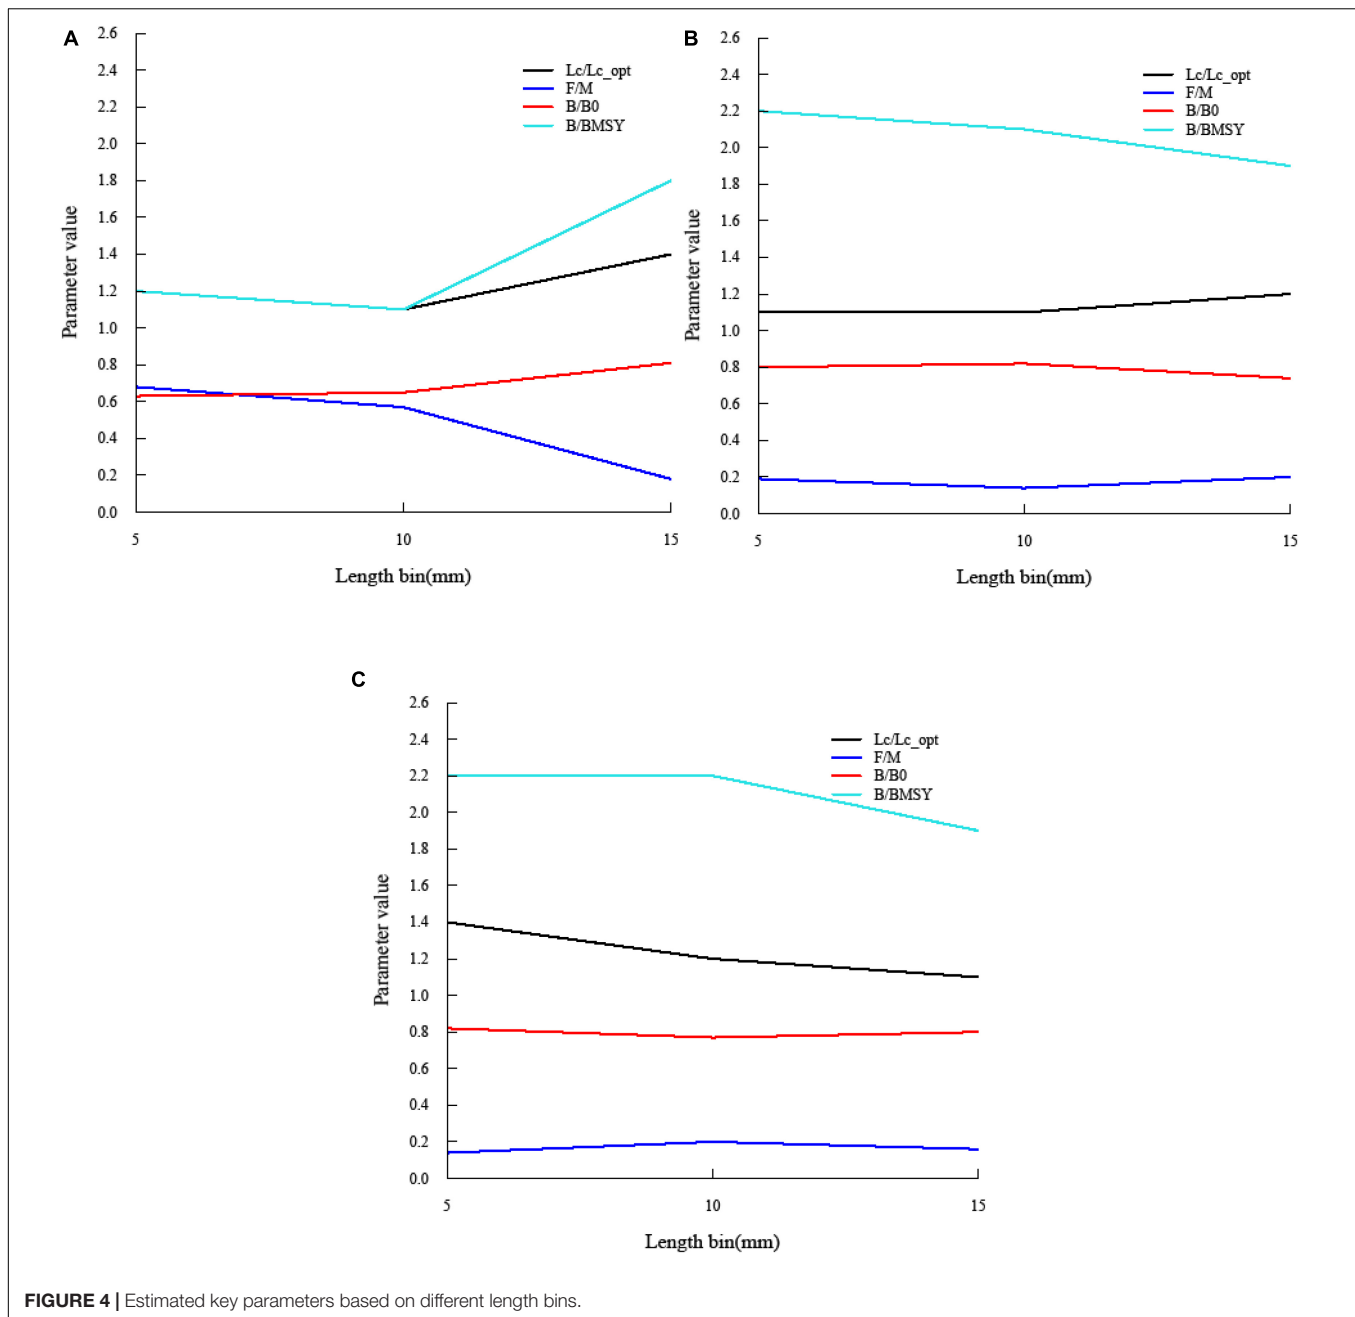 A
2.6
2.4
2.2
2.0
1.8
1.6
1.4
1.2
1.0
0.8
0.6
0.4
0.2
0.0
Parameter value
Lc/Lc_opt
F/M
B/B0
B/BMSY
5 10 15
Length bin(mm)
B
2.6
2.4
2.2
2.0
1.8
1.6
1.4
1.2
1.0
0.8
0.6
0.4
0.2
0.0
Parameter value
Lc/Lc_opt
F/M
B/B0
B/BMSY
5 10 15
Length bin(mm)
C
2.6
2.4
2.2
2.0
1.8
1.6
1.4
1.2
1.0
0.8
0.6
0.4
0.2
0.0
Parameter value
Lc/Lc_opt
F/M
B/B0
B/BMSY
5 10 15
Length bin(mm)
FIGURE 4 | Estimated key parameters based on different length bins.